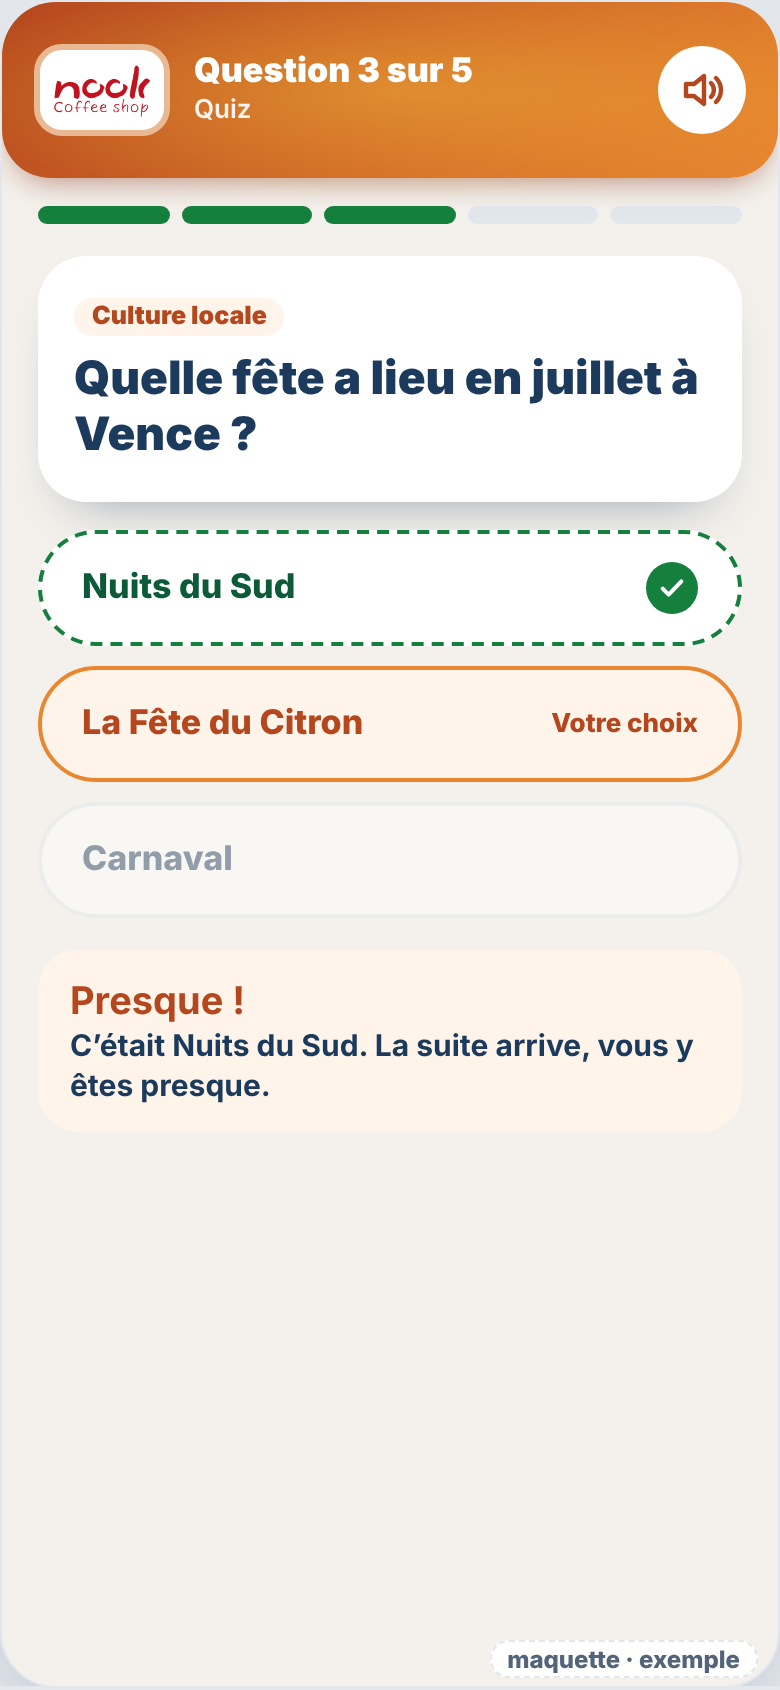 nook
Coffee shop
Question 3 sur 5
Quiz
Culture locale
Quelle fête a lieu en juillet à
Vence ?
Nuits du Sud
La Fête du Citron
Votre choix
Carnaval
Presque !
C’était Nuits du Sud. La suite arrive, vous y
êtes presque.
maquette · exemple